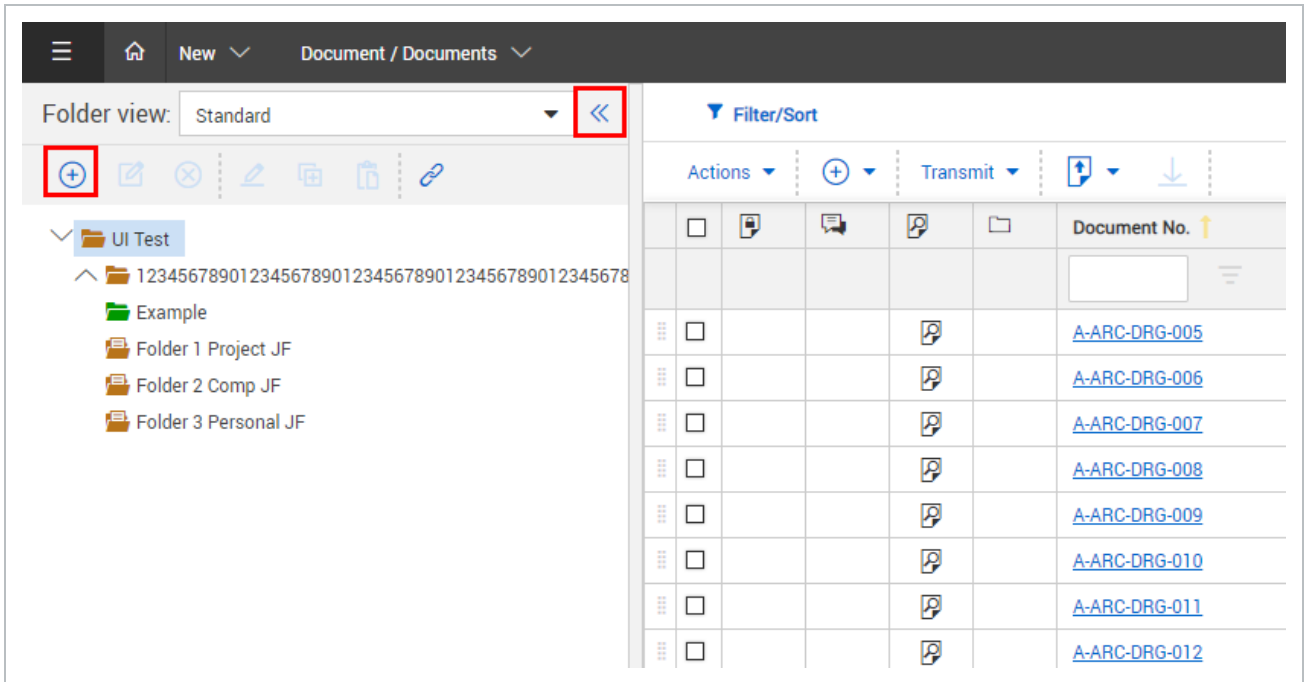 New
Document / Documents
Folder view: Standard
Filter/Sort
Actions
Transmit
UI Test
123456789012345678901234567890123456789012345678
Example
Folder 1 Project JF
Folder 2 Comp JF
Folder 3 Personal JF
Document No.
A-ARC-DRG-005
A-ARC-DRG-006
A-ARC-DRG-007
A-ARC-DRG-008
A-ARC-DRG-009
A-ARC-DRG-010
A-ARC-DRG-011
A-ARC-DRG-012